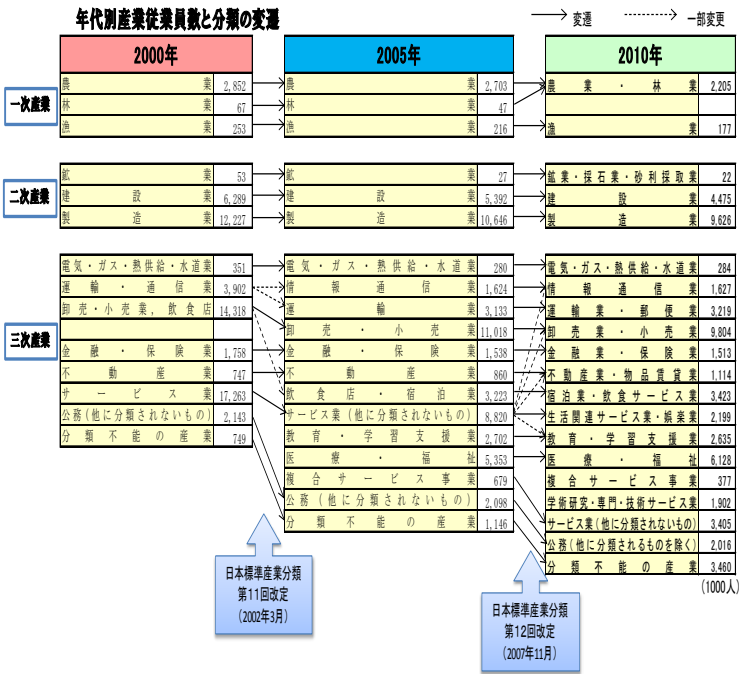 年代別産業従業員数と分類の変遷
変遷 一部変更
2000年 2005年 2010年
一次産業
農業 2,852 農業 2,703 農業・林業 2,205
林業 67 林業 47
漁業 253 漁業 216 漁業 177
二次産業
鉱業 53 鉱業 27 鉱業・採石業・砂利採取業 22
建設業 6,289 建設業 5,392 建設業 4,475
製造業 12,227 製造業 10,646 製造業 9,626
三次産業
電気・ガス・熱供給・水道業 351 電気・ガス・熱供給・水道業 280 電気・ガス・熱供給・水道業 284
運輸・通信業 3,902 情報通信業 1,624 情報通信業 1,627
卸売・小売業,飲食店 14,318 運輸業 3,133 運輸業・郵便業 3,219
卸売・小売業 11,018 卸売業・小売業 9,804
金融・保険業 1,758 金融・保険業 1,538 金融業・保険業 1,513
不動産業 747 不動産業 860 不動産業・物品賃貸業 1,114
サービス業 17,263 飲食店・宿泊業 3,223 宿泊業・飲食サービス業 3,423
公務(他に分類されないもの) 2,143 サービス業(他に分類されないもの) 8,820 生活関連サービス業・娯楽業 2,199
分類不能の産業 749 教育・学習支援業 2,702 教育・学習支援業 2,635
医療・福祉 5,353 医療・福祉 6,128
複合サービス事業 679 複合サービス事業 377
公務(他に分類されないもの) 2,098 学術研究・専門・技術サービス業 1,902
分類不能の産業 1,146 サービス業(他に分類されないもの) 3,405
公務(他に分類されるものを除く) 2,016
分類不能の産業 3,460
(1000人)
日本標準産業分類
第11回改定
(2002年3月)
日本標準産業分類
第12回改定
(2007年11月)